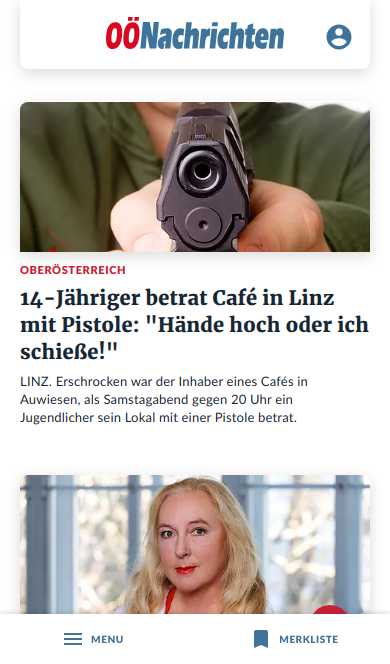 OÖNachrichten
OBERÖSTERREICH
14-Jähriger betrat Café in Linz
mit Pistole: "Hände hoch oder ich
schieße!"
LINZ. Erschrocken war der Inhaber eines Cafés in
Auwiesen, als Samstagabend gegen 20 Uhr ein
Jugendlicher sein Lokal mit einer Pistole betrat.
MENU
MERKLISTE